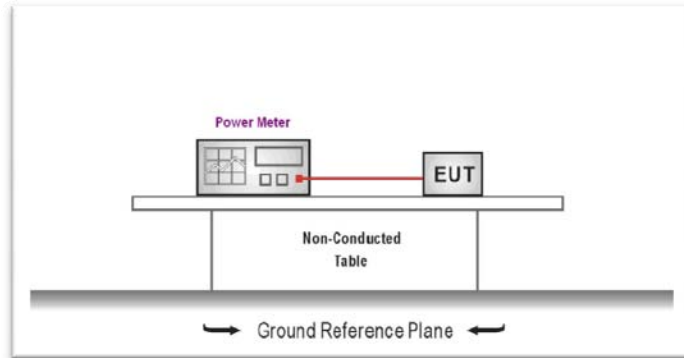 Power Meter
EUT
Non-Conducted
Table
Ground Reference Plane